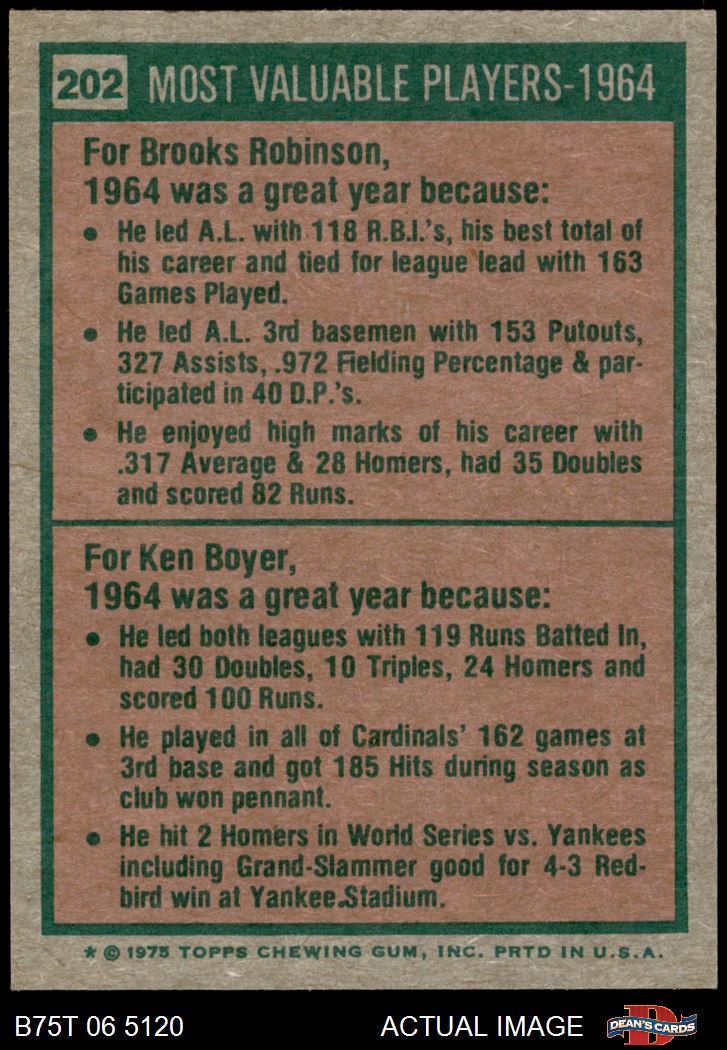 202 MOST VALUABLE PLAYERS-1964
For Brooks Robinson,
1964 was a great year because:
• He led A.L. with 118 R.B.I.'s, his best total of
his career and tied for league lead with 163
Games Played.
• He led A.L. 3rd basemen with 153 Putouts,
327 Assists, .972 Fielding Percentage & par-
ticipated in 40 D.P.'s.
• He enjoyed high marks of his career with
.317 Average & 28 Homers, had 35 Doubles
and scored 82 Runs.
For Ken Boyer,
1964 was a great year because:
• He led both leagues with 119 Runs Batted In,
had 30 Doubles, 10 Triples, 24 Homers and
scored 100 Runs.
• He played in all of Cardinals' 162 games at
3rd base and got 185 Hits during season as
club won pennant.
• He hit 2 Homers in World Series vs. Yankees
including Grand-Slammer good for 4-3 Red-
bird win at Yankee Stadium.
* © 1975 TOPPS CHEWING GUM, INC. PRTD IN U.S.A.
B75T 06 5120 ACTUAL IMAGE D DEAN'S CARDS